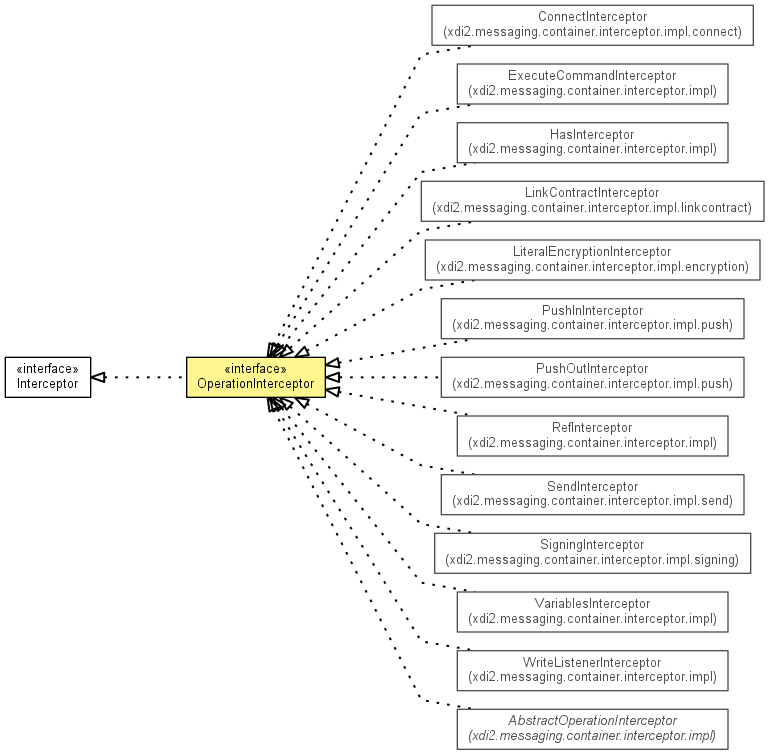 ConnectInterceptor
(xdi2.messaging.container.interceptor.impl.connect)
ExecuteCommandInterceptor
(xdi2.messaging.container.interceptor.impl)
HasInterceptor
(xdi2.messaging.container.interceptor.impl)
LinkContractInterceptor
(xdi2.messaging.container.interceptor.impl.linkcontract)
LiteralEncryptionInterceptor
(xdi2.messaging.container.interceptor.impl.encryption)
PushInInterceptor
(xdi2.messaging.container.interceptor.impl.push)
«interface»
Interceptor
«interface»
OperationInterceptor
PushOutInterceptor
(xdi2.messaging.container.interceptor.impl.push)
RefInterceptor
(xdi2.messaging.container.interceptor.impl)
SendInterceptor
(xdi2.messaging.container.interceptor.impl.send)
SigningInterceptor
(xdi2.messaging.container.interceptor.impl.signing)
VariablesInterceptor
(xdi2.messaging.container.interceptor.impl)
WriteListenerInterceptor
(xdi2.messaging.container.interceptor.impl)
AbstractOperationInterceptor
(xdi2.messaging.container.interceptor.impl)